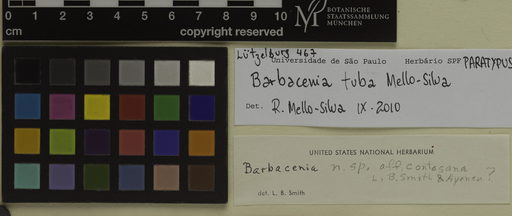 0 1 2 3 4 5 6 7 8 9 10
cm
copyright reserved
BOTANISCHE
STAATSSAMMLUNG
MÜNCHEN
Lützelburg 467
Universidade de São Paulo Herbário SPF PARATYPUS
Barbacenia tuba Mello-Silva
Det. R. Mello-Silva IX-2010
UNITED STATES NATIONAL HERBARIUM
Barbacenia n. sp. aff. contasana ?
L. B. Smith & Ayensu
det. L. B. Smith